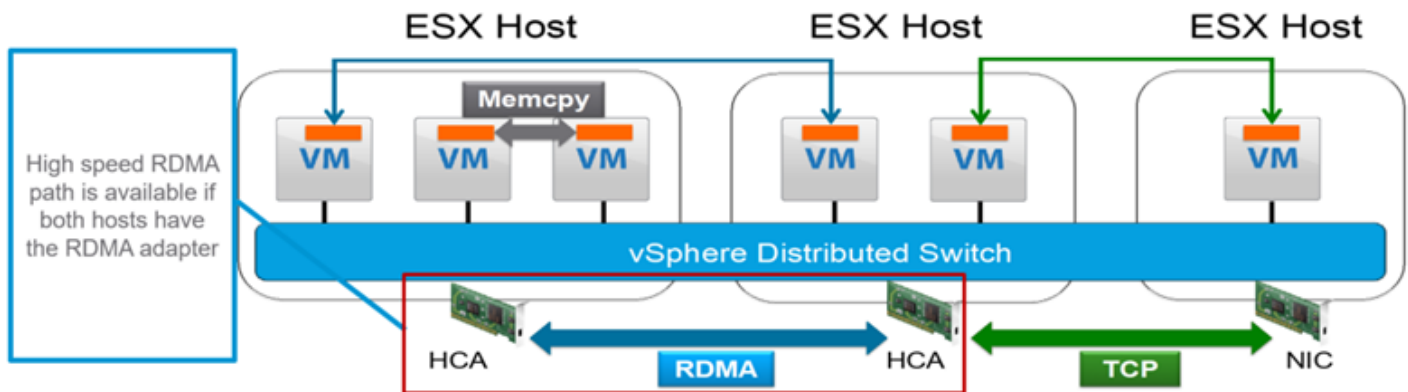 ESX Host
ESX Host
ESX Host
High speed RDMA
path is available if
both hosts have
the RDMA adapter
Memcpy
VM
VM
VM
VM
VM
VM
vSphere Distributed Switch
HCA
RDMA
HCA
TCP
NIC